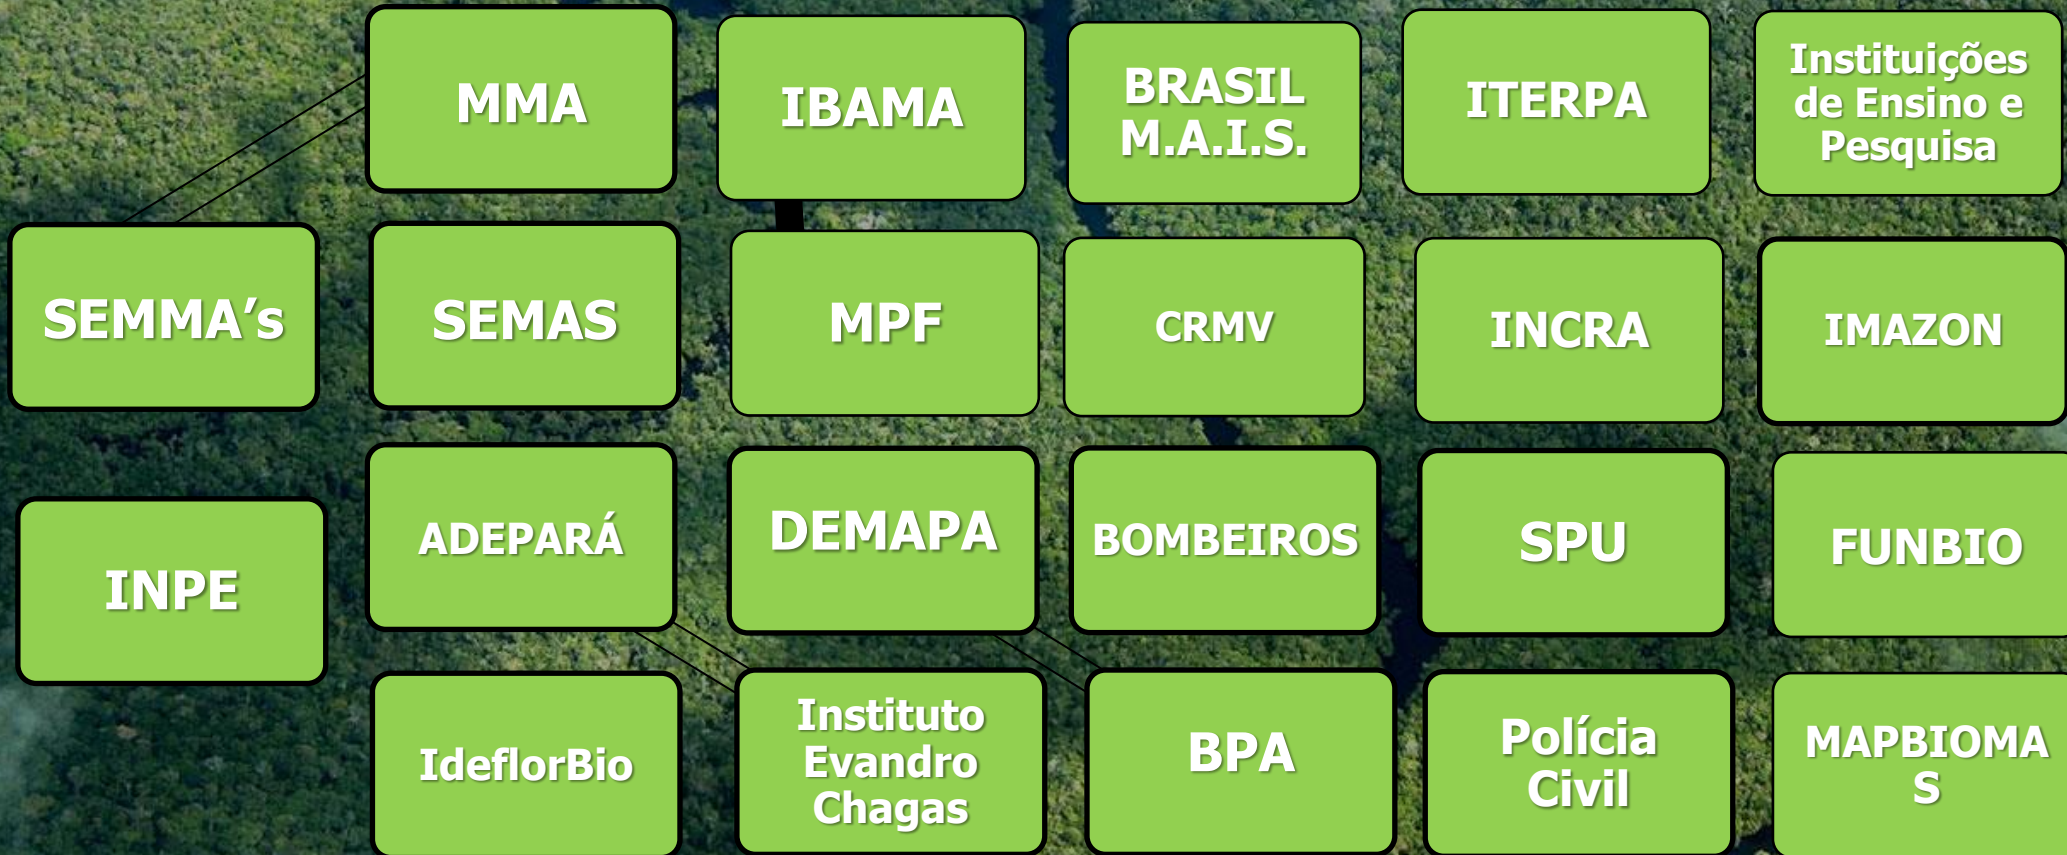 MMA
IBAMA
BRASIL
M.A.I.S.
ITERPA
Instituições
de Ensino e
Pesquisa
SEMMA’s
SEMAS
MPF
CRMV
INCRA
IMAZON
INPE
ADEPARÁ
DEMAPA
BOMBEIROS
SPU
FUNBIO
IdeflorBio
Instituto
Evandro
Chagas
BPA
Polícia
Civil
MAPBIOMA
S